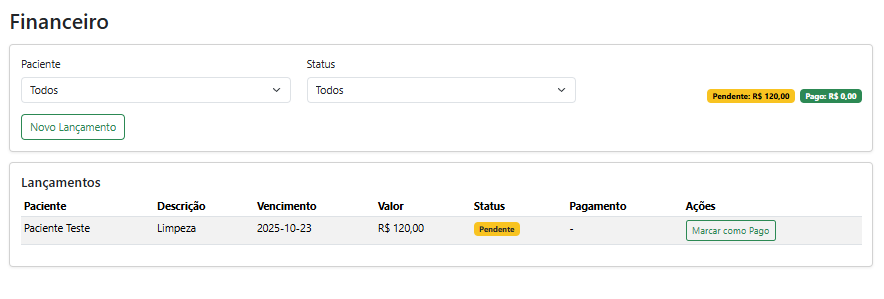 Financeiro
Paciente Status
Todos Todos Pendente: R$ 120,00 Pago: R$ 0,00
Novo Lançamento
Lançamentos
Paciente Descrição Vencimento Valor Status Pagamento Ações
Paciente Teste Limpeza 2025-10-23 R$ 120,00 Pendente - Marcar como Pago